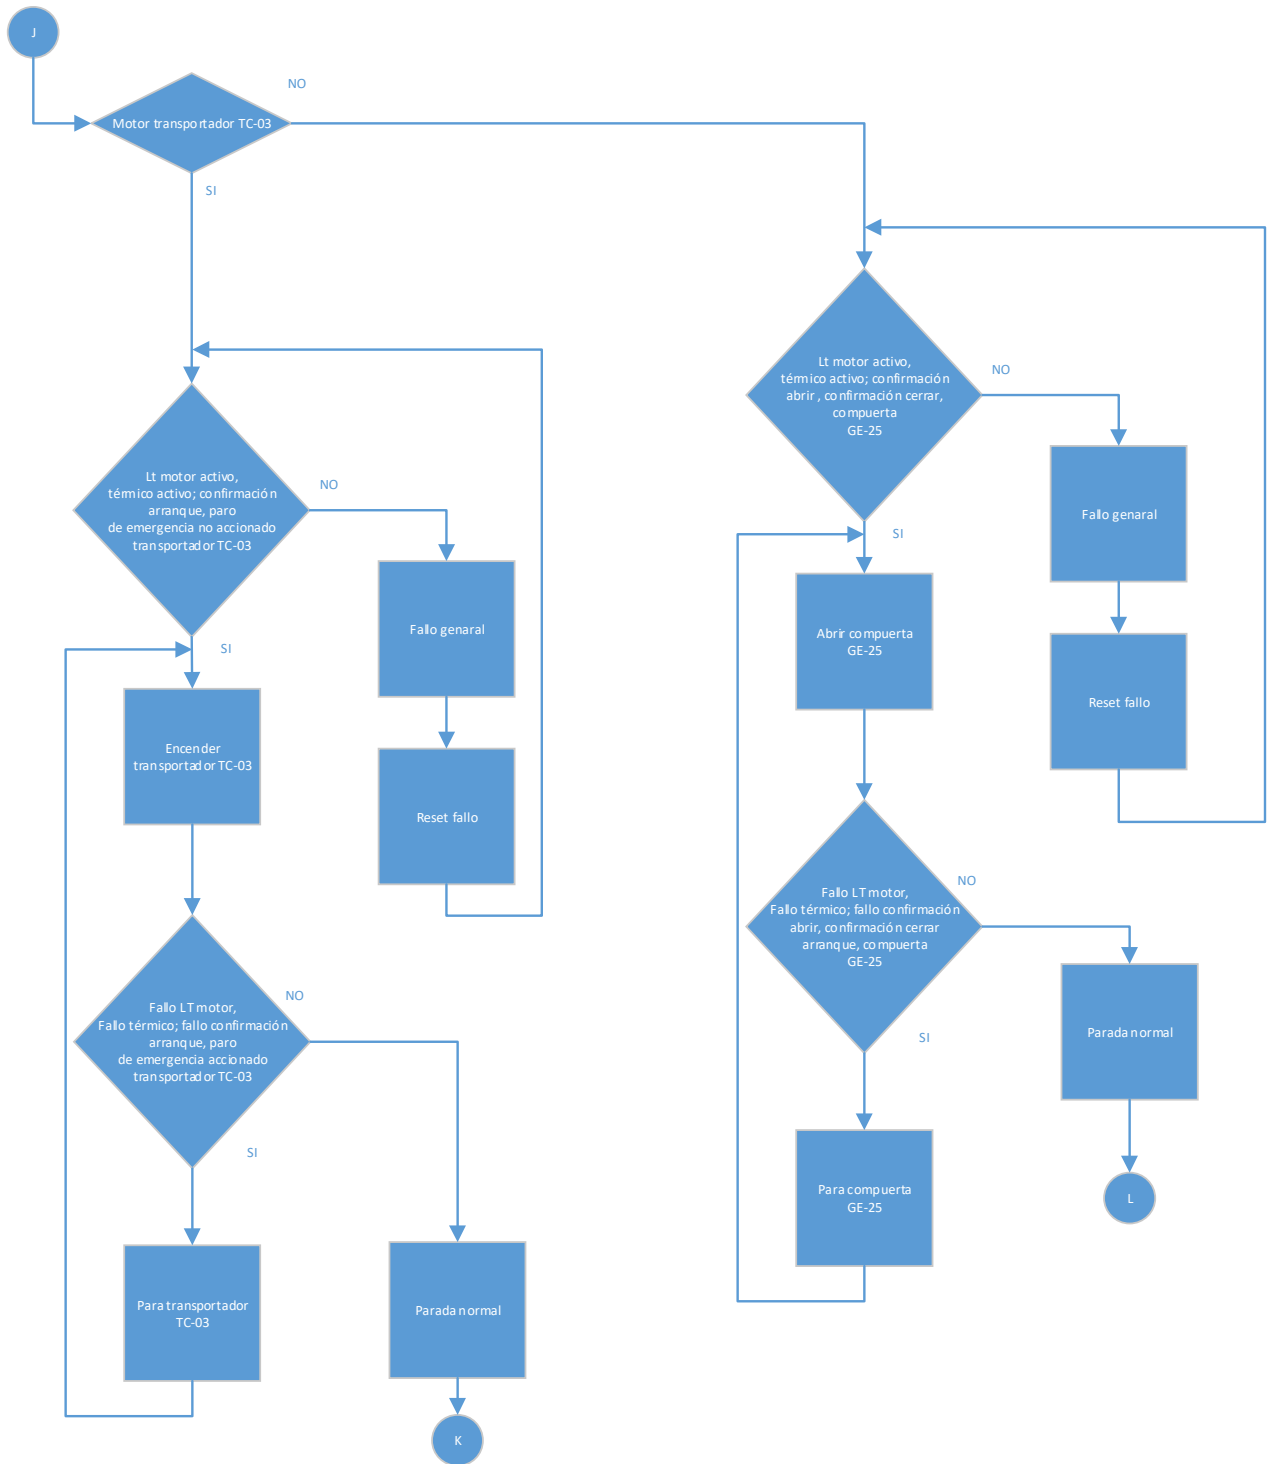 J
NO
Motor transportador TC-03
SI
Lt motor activo,
térmico activo; confirmación
abrir , confirmación cerrar,
compuerta
GE-25
NO
Fallo genaral
SI
Abrir compuerta
GE-25
Reset fallo
Fallo LT motor,
Fallo térmico; fallo confirmación
abrir, confirmación cerrar
arranque, compuerta
GE-25
NO
Parada normal
SI
Para compuerta
GE-25
L
Lt motor activo,
térmico activo; confirmación
arranque, paro
de emergencia no accionado
transportador TC-03
NO
Fallo genaral
SI
Encender
transportador TC-03
Reset fallo
Fallo LT motor,
Fallo térmico; fallo confirmación
arranque, paro
de emergencia accionado
transportador TC-03
NO
SI
Para transportador
TC-03
Parada normal
K